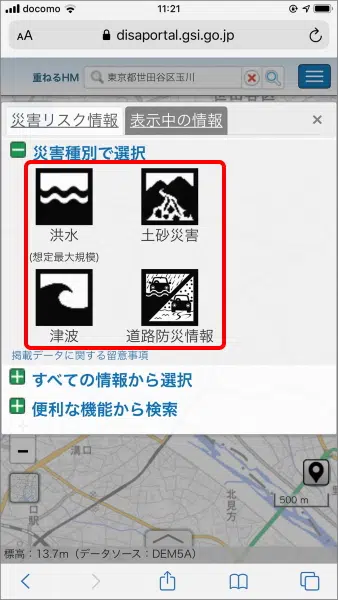 docomo 11:21
AA disaportal.gsi.go.jp
重ねるHM 東京都世田谷区玉川
災害リスク情報 表示中の情報 ×
災害種別で選択
洪水 土砂災害
(想定最大規模)
津波 道路防災情報
掲載データに関する留意事項
すべての情報から選択
便利な機能から検索
溝口
口駅
北見方
500 m
標高：13.7m（データソース：DEM5A）